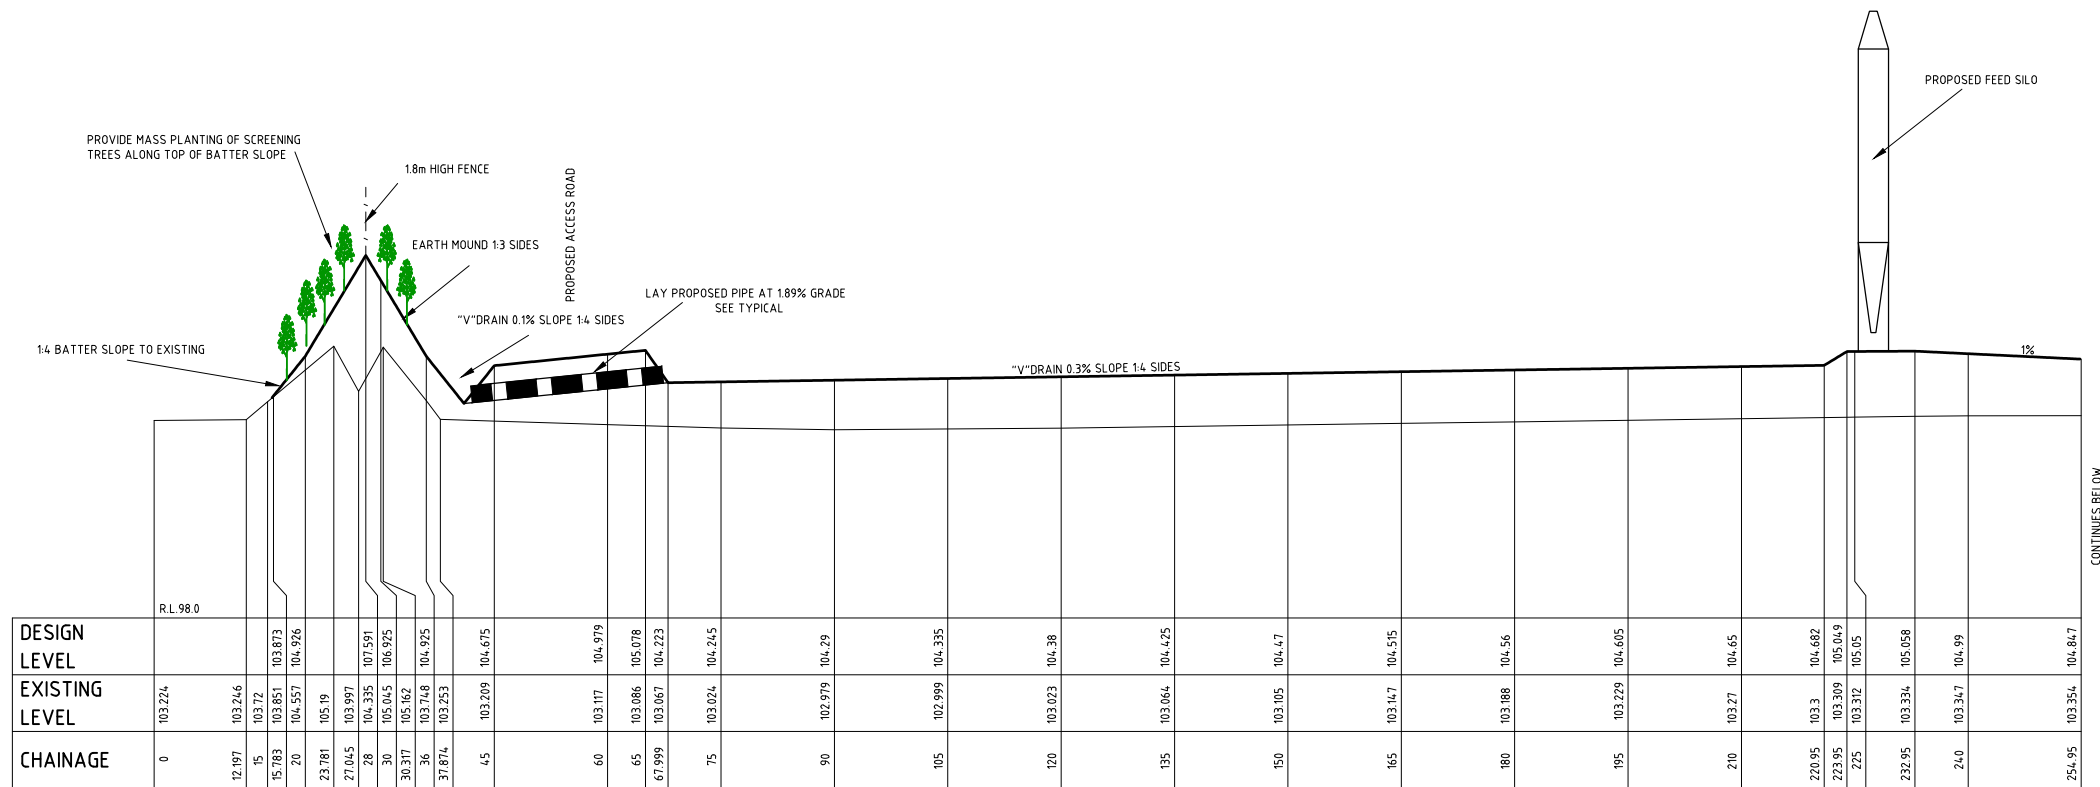 PROPOSED FEED SILO
PROVIDE MASS PLANTING OF SCREENING
TREES ALONG TOP OF BATTER SLOPE
1.8m HIGH FENCE
PROPOSED ACCESS ROAD
EARTH MOUND 1:3 SIDES
LAY PROPOSED PIPE AT 1.89% GRADE
SEE TYPICAL
"V"DRAIN 0.1% SLOPE 1:4 SIDES
1:4 BATTER SLOPE TO EXISTING
"V"DRAIN 0.3% SLOPE 1:4 SIDES
1%
CONTINUES BELOW
R.L.98.0
DESIGN
LEVEL
103.873 104.926 107.591 106.925 104.925 104.675 104.979 105.078 104.223 104.245 104.29 104.335 104.38 104.425 104.47 104.515 104.56 104.605 104.65 104.682 105.049 105.05 105.058 104.99 104.847
EXISTING
LEVEL
103.224 103.246 103.72 103.851 104.557 105.19 103.997 104.335 105.045 105.162 103.748 103.253 103.209 103.117 103.086 103.067 103.024 102.979 102.999 103.023 103.064 103.105 103.147 103.188 103.229 103.27 103.3 103.309 103.312 103.334 103.347 103.354
CHAINAGE
0 12.197 15 15.783 20 23.781 27.045 28 30 30.317 36 37.874 45 60 65 67.999 75 90 105 120 135 150 165 180 195 210 220.95 223.95 225 232.95 240 254.95